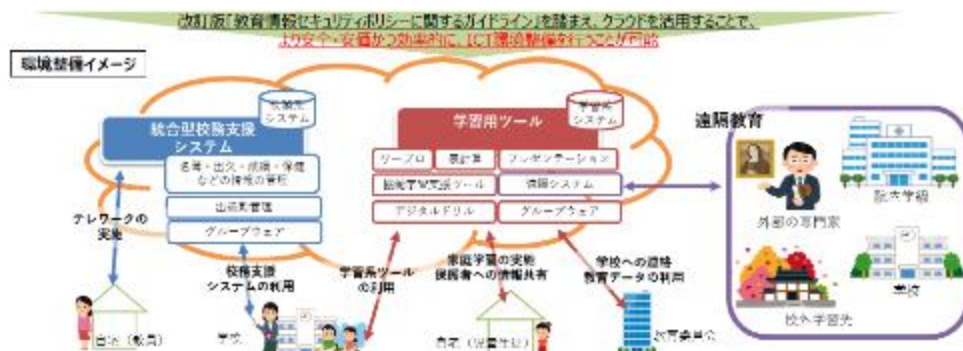 改訂版「教育情報セキュリティポリシーに関するガイドライン」を踏まえ、クラウドを活用することで、
より安全・安価かつ効率的に、ICT環境整備を行うことが可能
環境整備イメージ
校務系
システム
統合型校務支援
システム
名簿・出欠・成績・保健
などの情報の管理
出退勤管理
グループウェア
学習系
システム
学習用ツール
ワープロ
表計算
プレゼンテーション
協働学習支援ツール
遠隔システム
デジタルドリル
グループウェア
遠隔教育
外部の専門家
院内学級
校外学習先
学校
テレワークの
実施
校務支援
システムの利用
学習系ツール
の利用
家庭学習の実施
保護者への情報共有
学校への連絡
教育データの利用
自宅(教員)
学校
自宅(児童生徒)
教育委員会